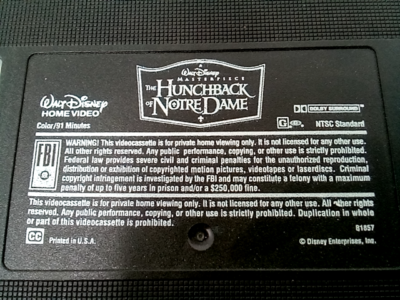 A
WALT DISNEY
MASTERPIECE
THE HUNCHBACK
OF NOTRE DAME
WALT DISNEY
HOME VIDEO
DOLBY SURROUND
Color/91 Minutes
G
NTSC Standard
FBI
WARNING! This videocassette is for private home viewing only. It is not licensed for any other use.
All other rights reserved. Any public performance, copying, or other use is strictly prohibited.
Federal law provides severe civil and criminal penalties for the unauthorized reproduction,
distribution or exhibition of copyrighted motion pictures, videotapes or laserdiscs. Criminal
copyright infringement is investigated by the FBI and may constitute a felony with a maximum
penalty of up to five years in prison and/or a $250,000 fine.
This videocassette is for private home viewing only. It is not licensed for any other use. All other rights
reserved. Any public performance, copying, or other use is strictly prohibited. Duplication in whole
or part of this videocassette is strictly prohibited.
81057
CC
Printed in U.S.A.
© Disney Enterprises, Inc.